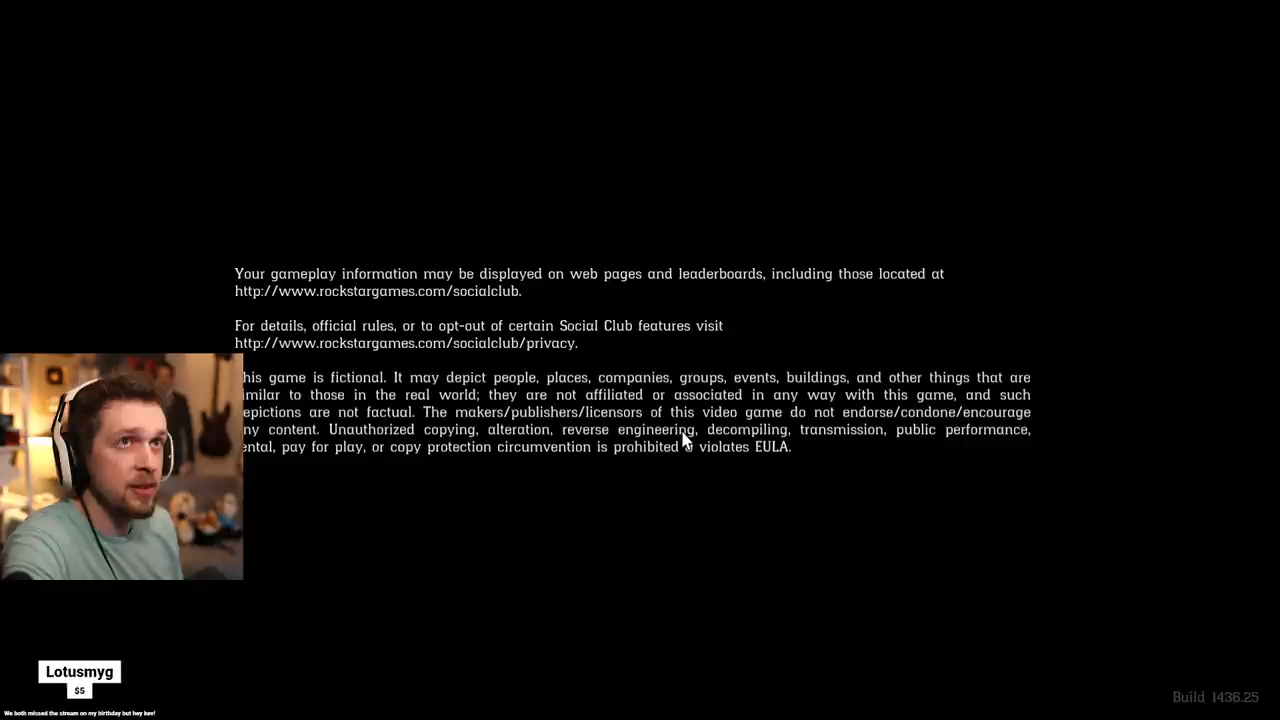 Your gameplay information may be displayed on web pages and leaderboards, including those located at
http://www.rockstargames.com/socialclub.
For details, official rules, or to opt-out of certain Social Club features visit
http://www.rockstargames.com/socialclub/privacy.
his game is fictional. It may depict people, places, companies, groups, events, buildings, and other things that are
imilar to those in the real world; they are not affiliated or associated in any way with this game, and such
epictions are not factual. The makers/publishers/licensors of this video game do not endorse/condone/encourage
ny content. Unauthorized copying, alteration, reverse engineering, decompiling, transmission, public performance,
ental, pay for play, or copy protection circumvention is prohibited & violates EULA.
Lotusmyg
$5
We both missed the stream on my birthday but hey kev!
Build 1436.25